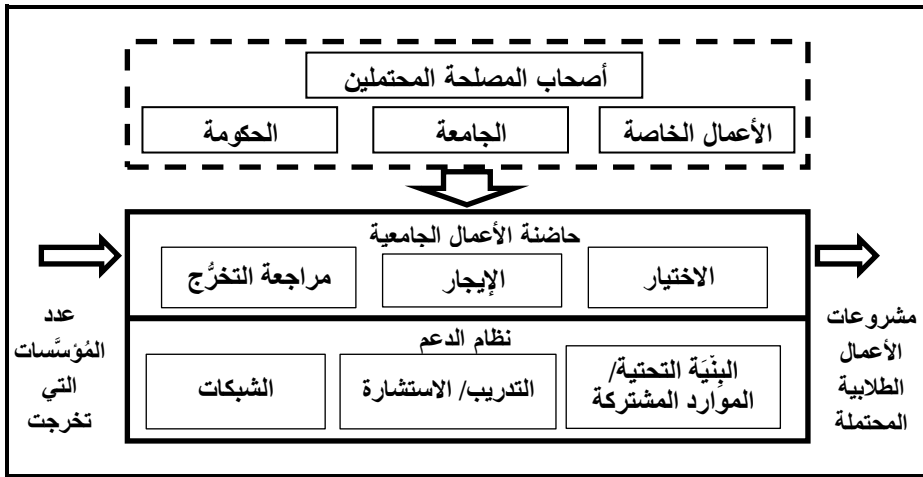 أصحاب المصلحة المحتملين
الأعمال الخاصة
الجامعة
الحكومة
حاضنة الأعمال الجامعية
الاختيار
الإيجار
مراجعة التخرُّج
نظام الدعم
البِنْيَة التحتية/
الموارد المشتركة
التدريب/ الاستشارة
الشبكات
مشروعات
الأعمال
الطلابية
المحتملة
عدد
المُؤسَّسات
التي
تخرجت